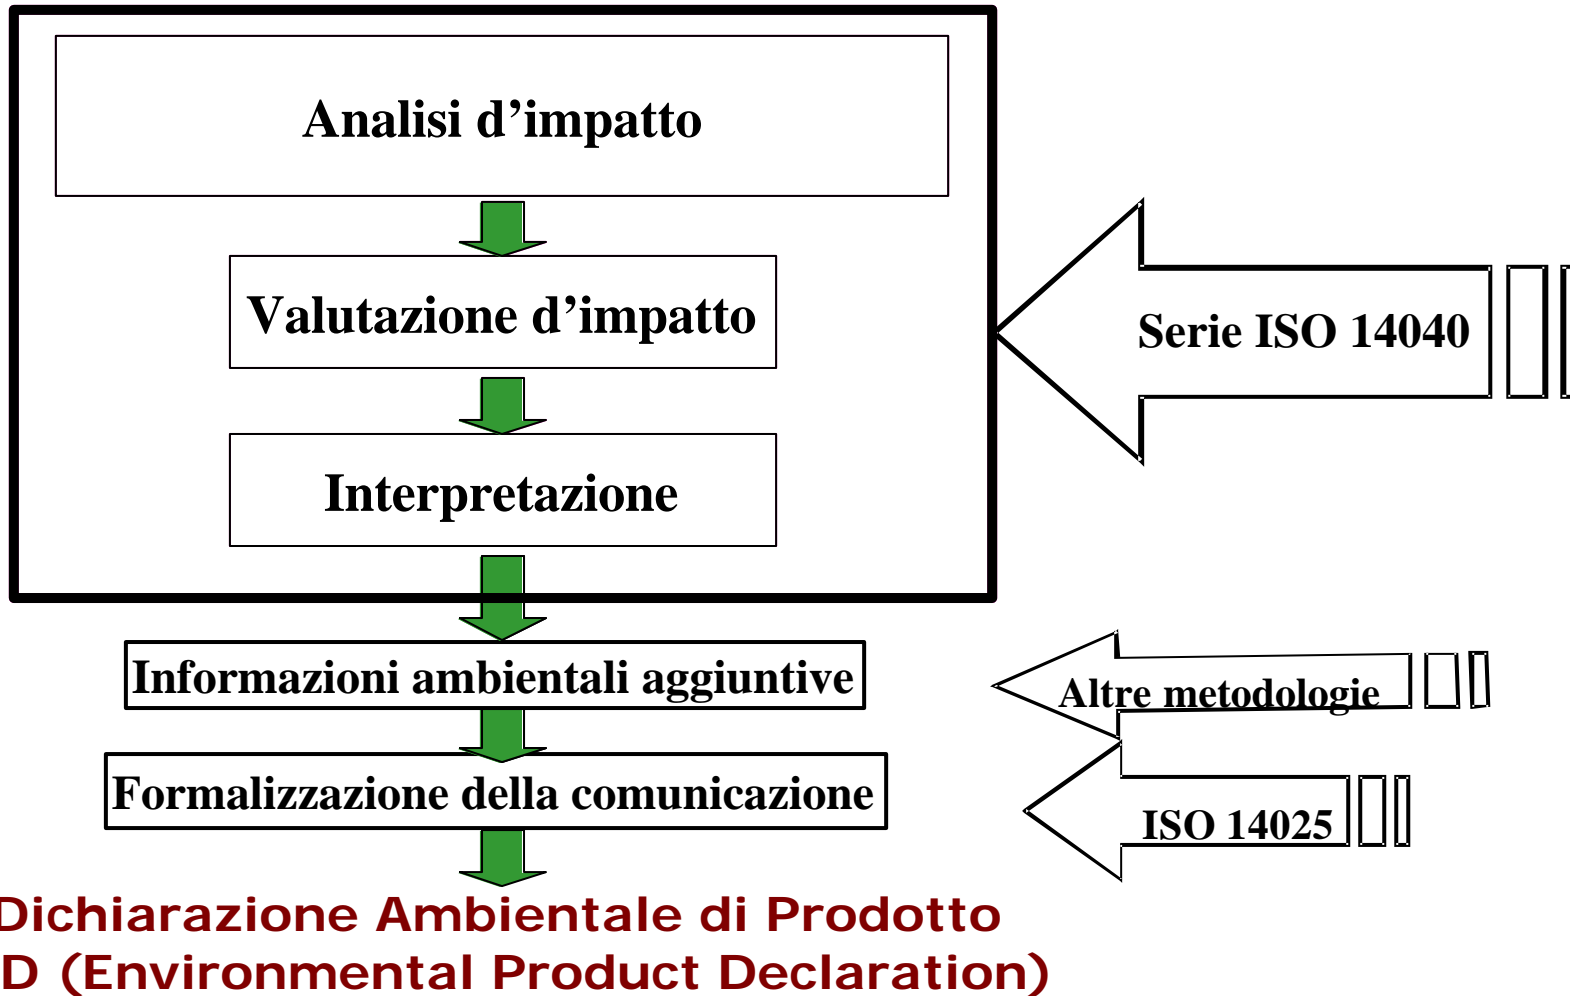 Analisi d’impatto
Valutazione d’impatto
Serie ISO 14040
Interpretazione
Informazioni ambientali aggiuntive
Altre metodologie
Formalizzazione della comunicazione
ISO 14025
Dichiarazione Ambientale di Prodotto
D (Environmental Product Declaration)